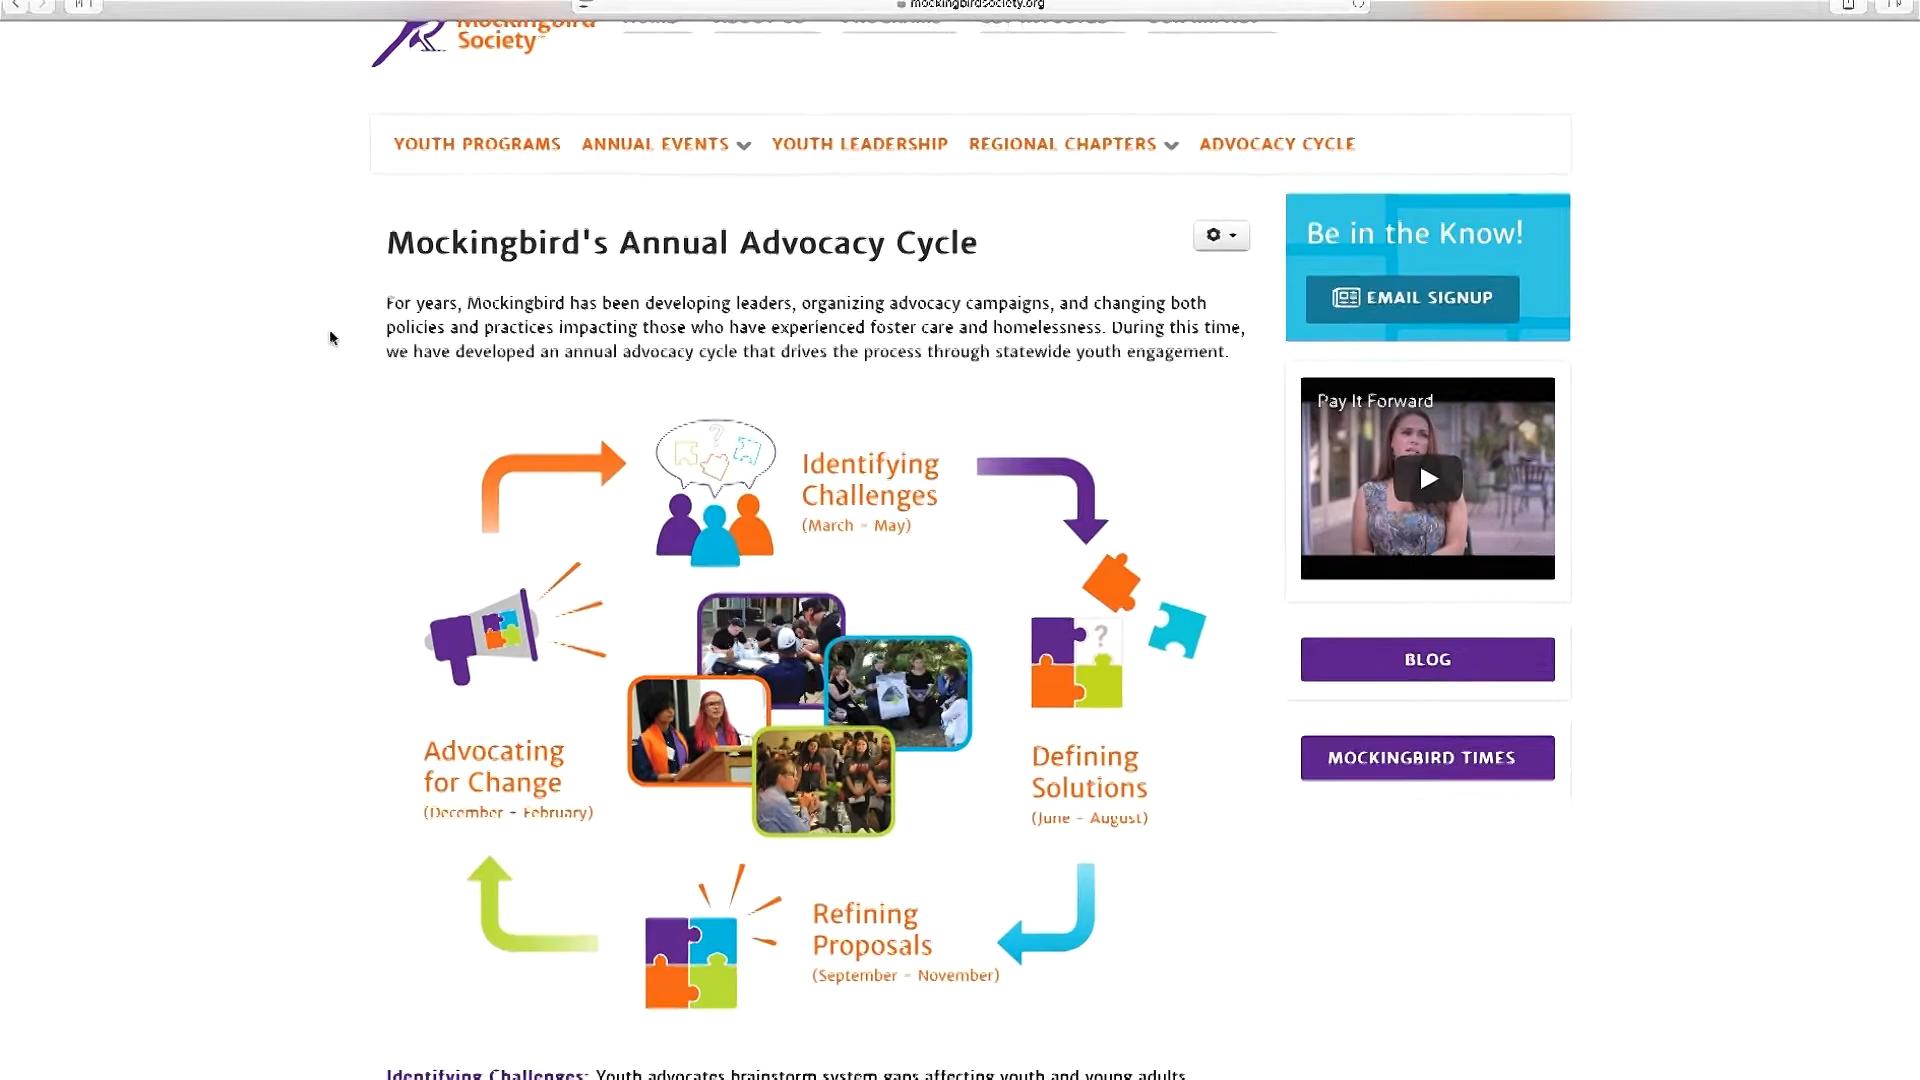 mockingbirdsociety.org
Mockingbird
Society
YOUTH PROGRAMS ANNUAL EVENTS YOUTH LEADERSHIP REGIONAL CHAPTERS ADVOCACY CYCLE
Mockingbird's Annual Advocacy Cycle
For years, Mockingbird has been developing leaders, organizing advocacy campaigns, and changing both
policies and practices impacting those who have experienced foster care and homelessness. During this time,
we have developed an annual advocacy cycle that drives the process through statewide youth engagement.
Be in the Know!
EMAIL SIGNUP
Pay It Forward
BLOG
MOCKINGBIRD TIMES
?
Identifying
Challenges
(March - May)
?
Defining
Solutions
(June - August)
Refining
Proposals
(September - November)
Advocating
for Change
(December - February)
Identifying Challenges: Youth advocates brainstorm system gaps affecting youth and young adults